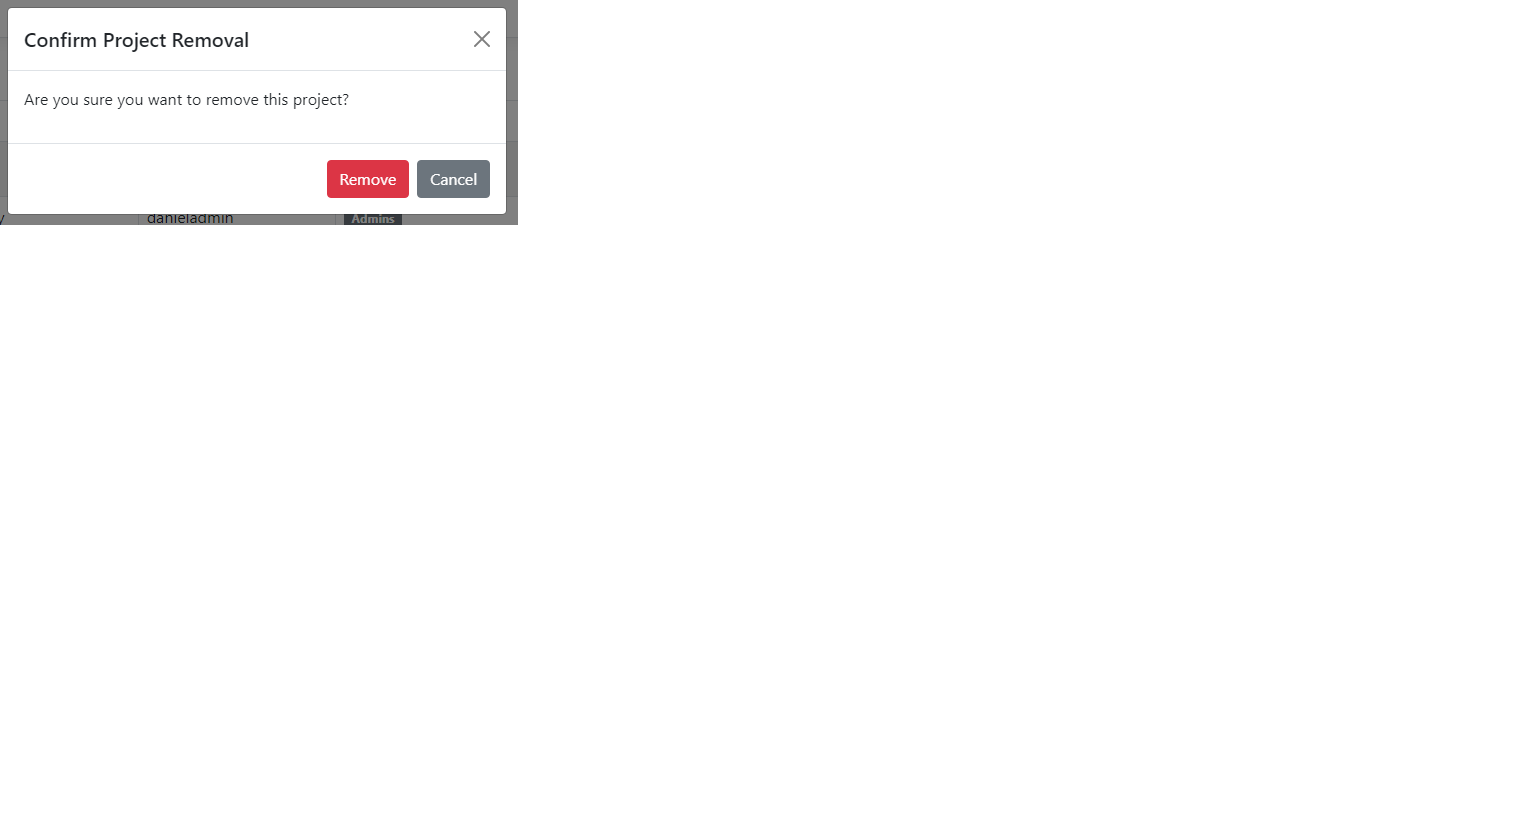 Confirm Project Removal
Are you sure you want to remove this project?
Remove Cancel
danieladmin Admins